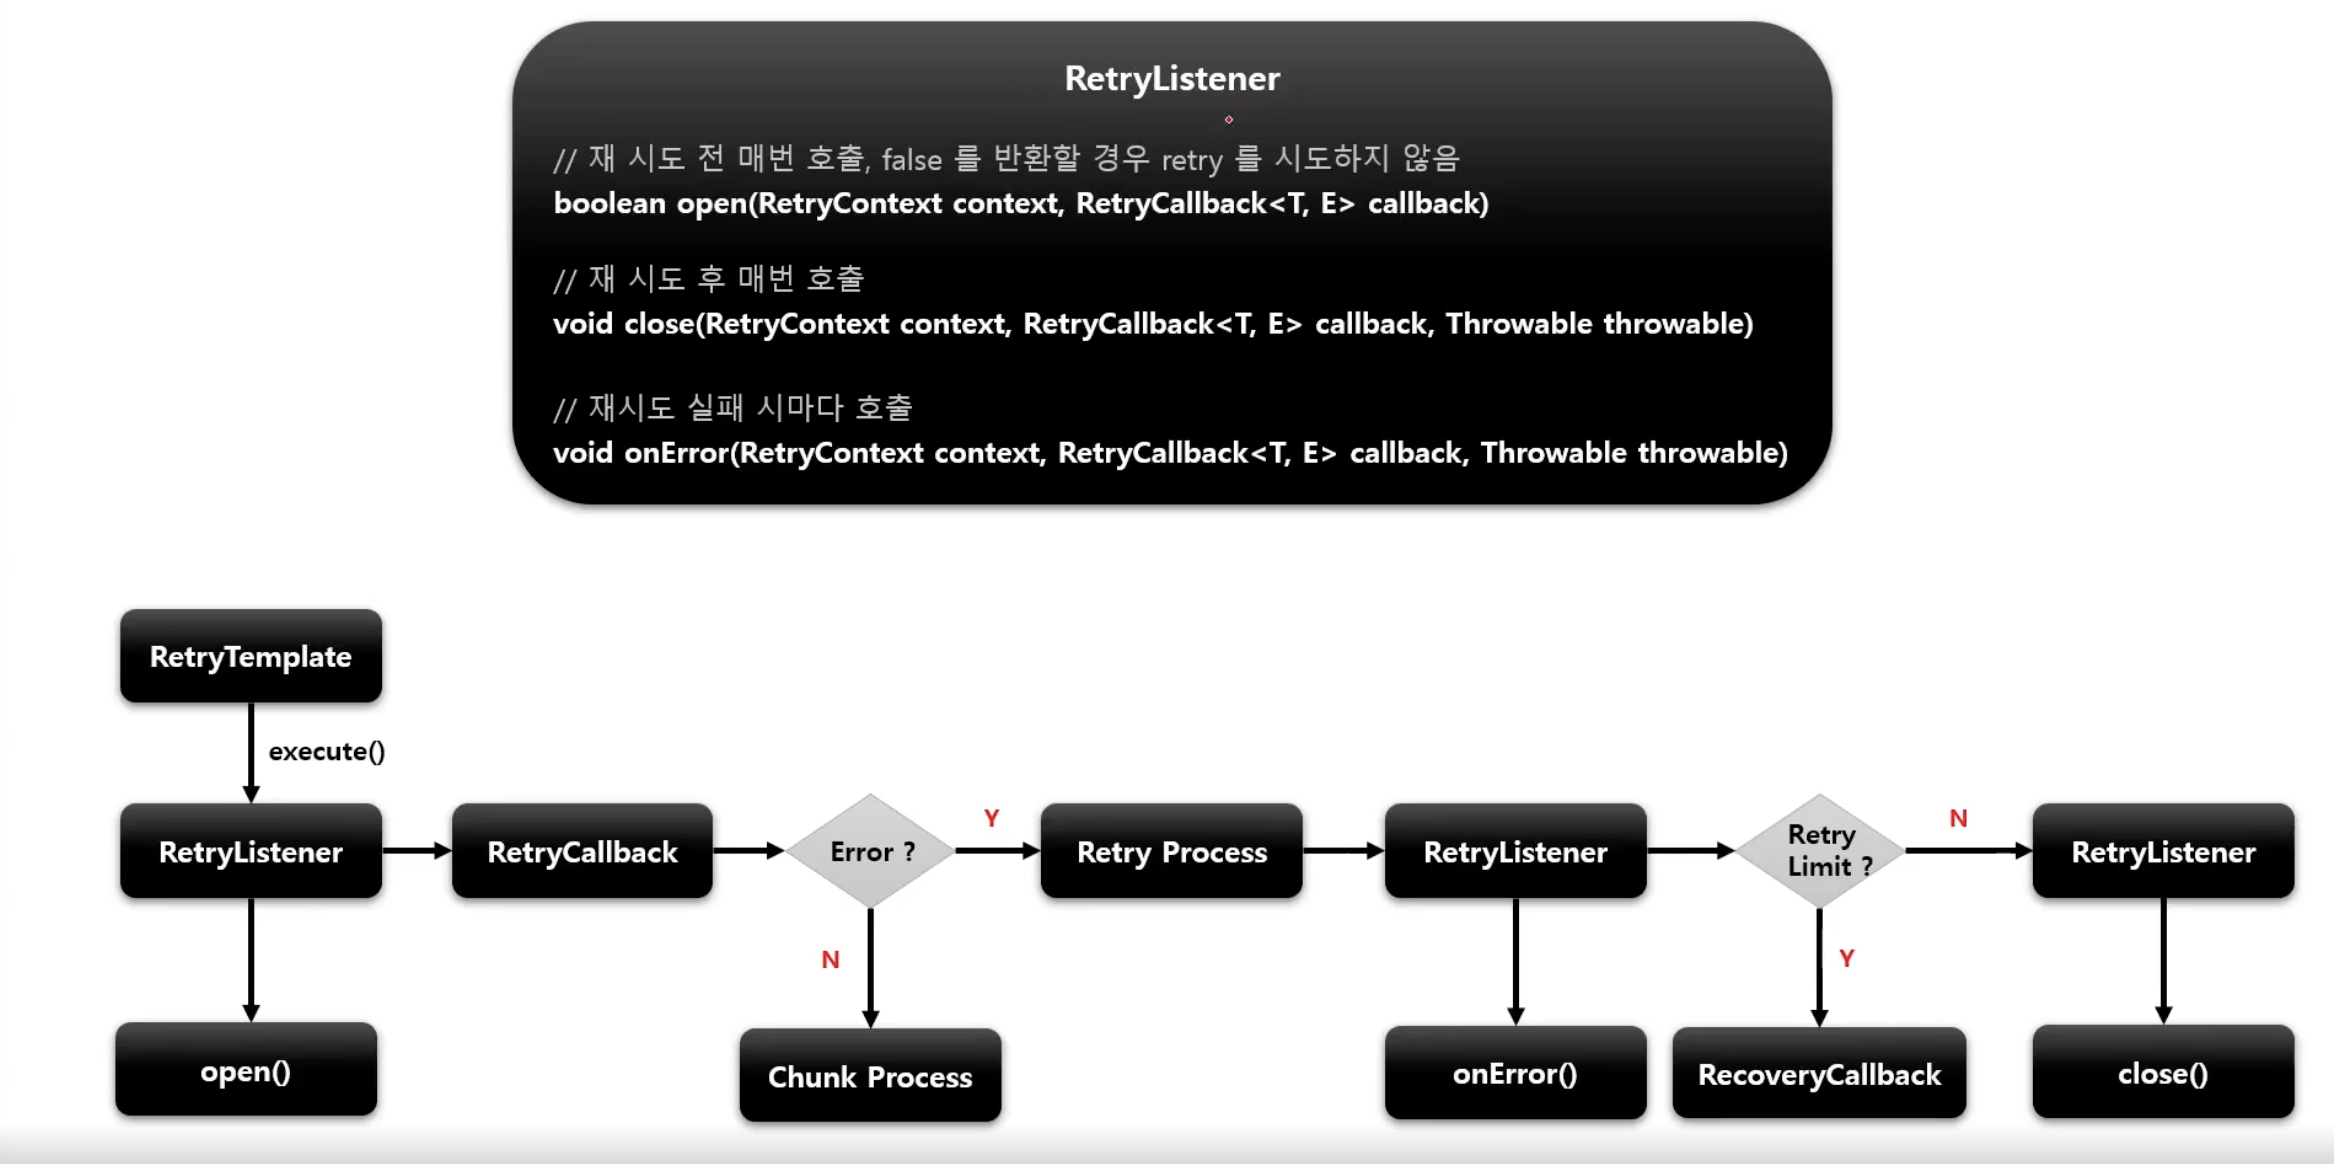 RetryListener
// 재 시도 전 매번 호출, false 를 반환할 경우 retry 를 시도하지 않음
boolean open(RetryContext context, RetryCallback<T, E> callback)
// 재 시도 후 매번 호출
void close(RetryContext context, RetryCallback<T, E> callback, Throwable throwable)
// 재시도 실패 시마다 호출
void onError(RetryContext context, RetryCallback<T, E> callback, Throwable throwable)
RetryTemplate
execute()
RetryListener
RetryCallback
Error ?
Y
Retry Process
RetryListener
Retry
Limit ?
N
RetryListener
N
Y
open()
Chunk Process
onError()
RecoveryCallback
close()